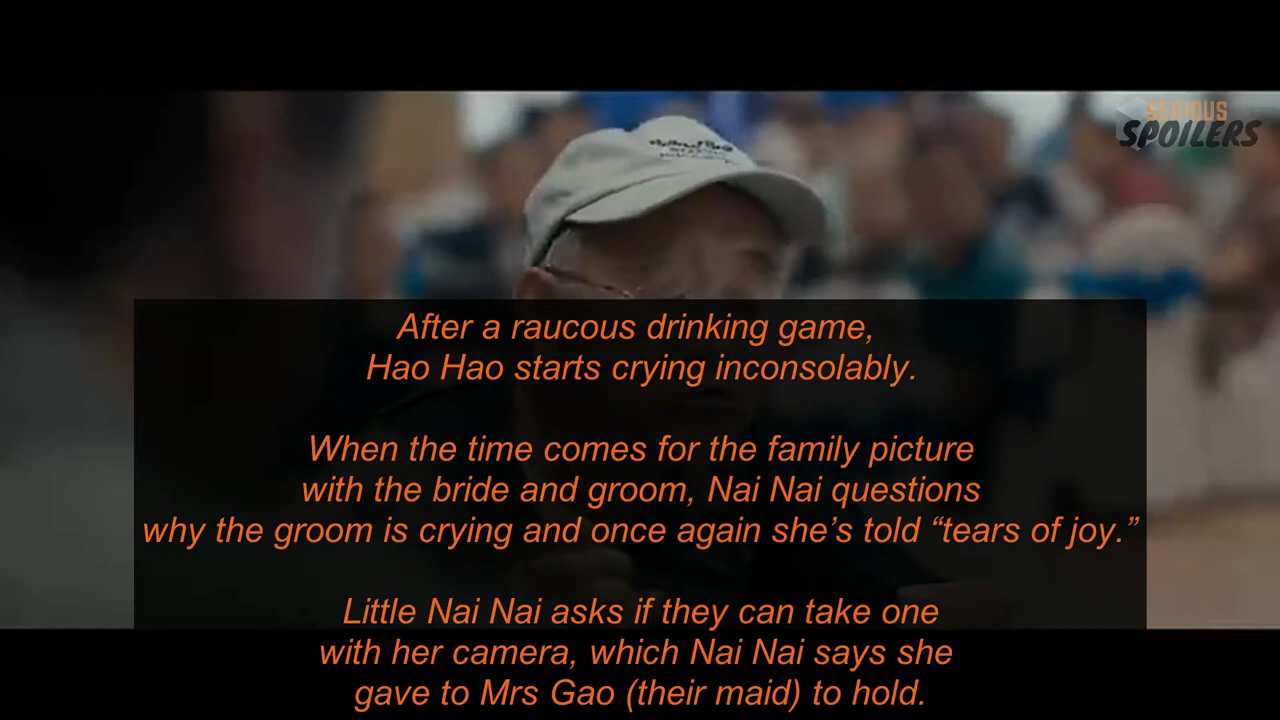 SERIOUS
SPOILERS
After a raucous drinking game,
Hao Hao starts crying inconsolably.
When the time comes for the family picture
with the bride and groom, Nai Nai questions
why the groom is crying and once again she’s told “tears of joy.”
Little Nai Nai asks if they can take one
with her camera, which Nai Nai says she
gave to Mrs Gao (their maid) to hold.